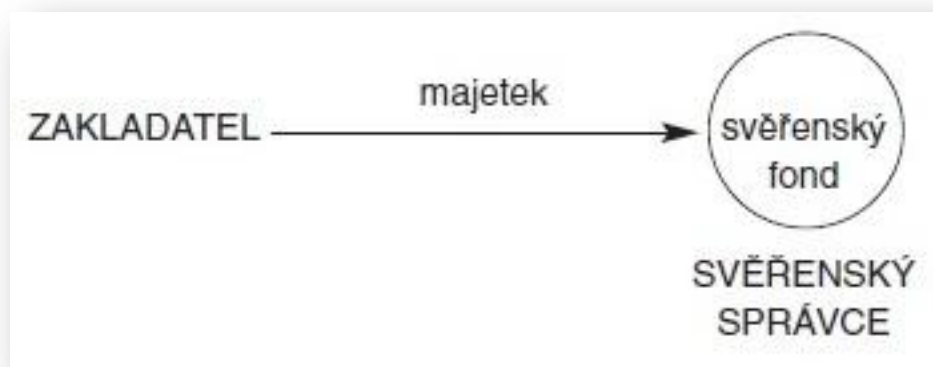 majetek
ZAKLADATEL
svěřenský
fond
SVĚŘENSKÝ
SPRÁVCE